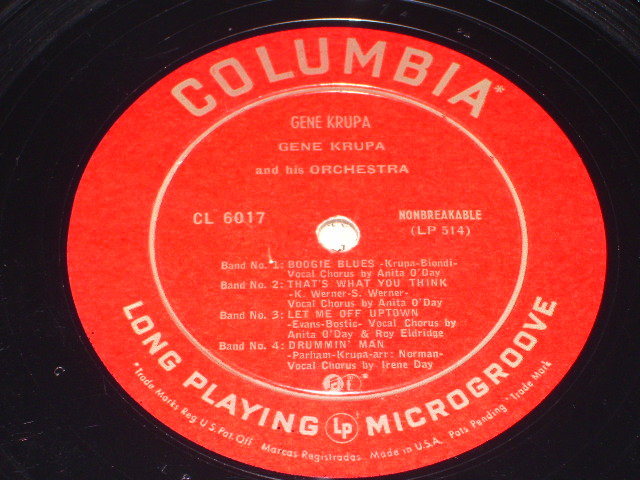 COLUMBIA*
GENE KRUPA
GENE KRUPA
and his ORCHESTRA
CL 6017
NONBREAKABLE
(LP 514)
Band No. 1: BOOGIE BLUES -Krupa-Biondi-
Vocal Chorus by Anita O'Day
Band No. 2: THAT'S WHAT YOU THINK
-K. Werner-S. Werner-
Vocal Chorus by Anita O'Day
Band No. 3: LET ME OFF UPTOWN
-Evans-Bostic- Vocal Chorus by
Anita O'Day & Roy Eldridge
Band No. 4: DRUMMIN' MAN
-Parham-Krupa-arr: Norman-
Vocal Chorus by Irene Day
LONG PLAYING Lp MICROGROOVE
*Trade Marks Reg U S Pat. Off Marcas Registradas Made in U.S.A. Pats Pending *Trade Mark